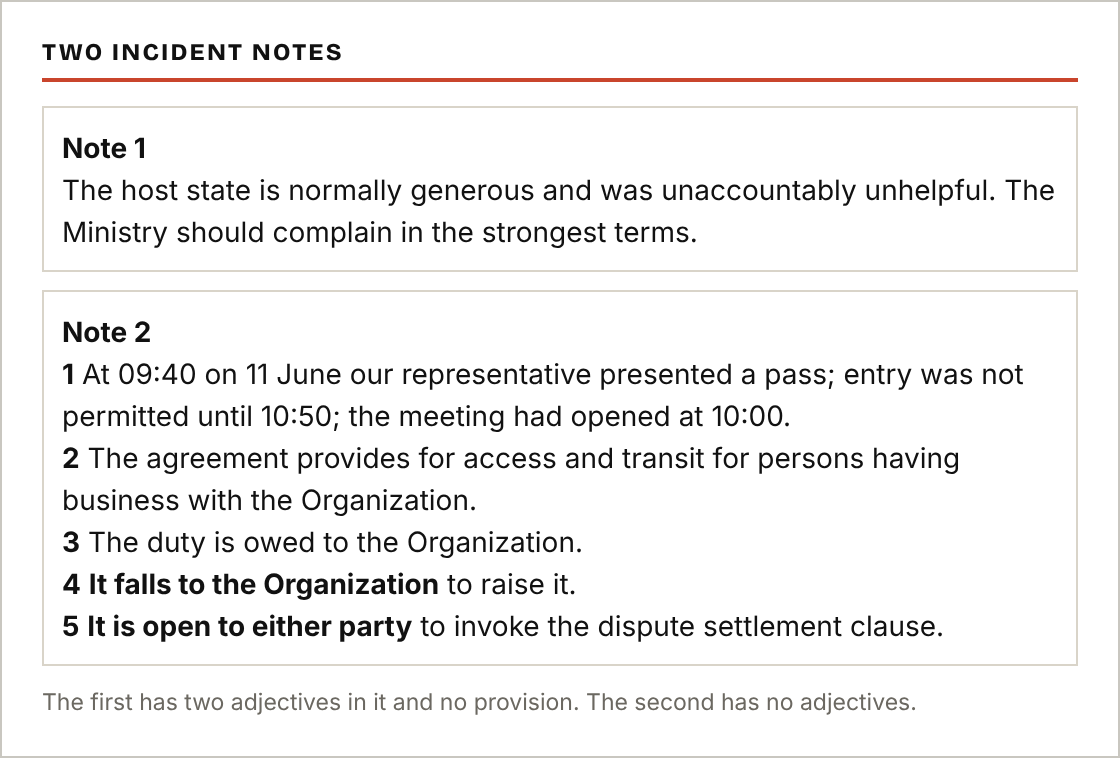 TWO INCIDENT NOTES
Note 1
The host state is normally generous and was unaccountably unhelpful. The
Ministry should complain in the strongest terms.
Note 2
1 At 09:40 on 11 June our representative presented a pass; entry was not
permitted until 10:50; the meeting had opened at 10:00.
2 The agreement provides for access and transit for persons having
business with the Organization.
3 The duty is owed to the Organization.
4 It falls to the Organization to raise it.
5 It is open to either party to invoke the dispute settlement clause.
The first has two adjectives in it and no provision. The second has no adjectives.